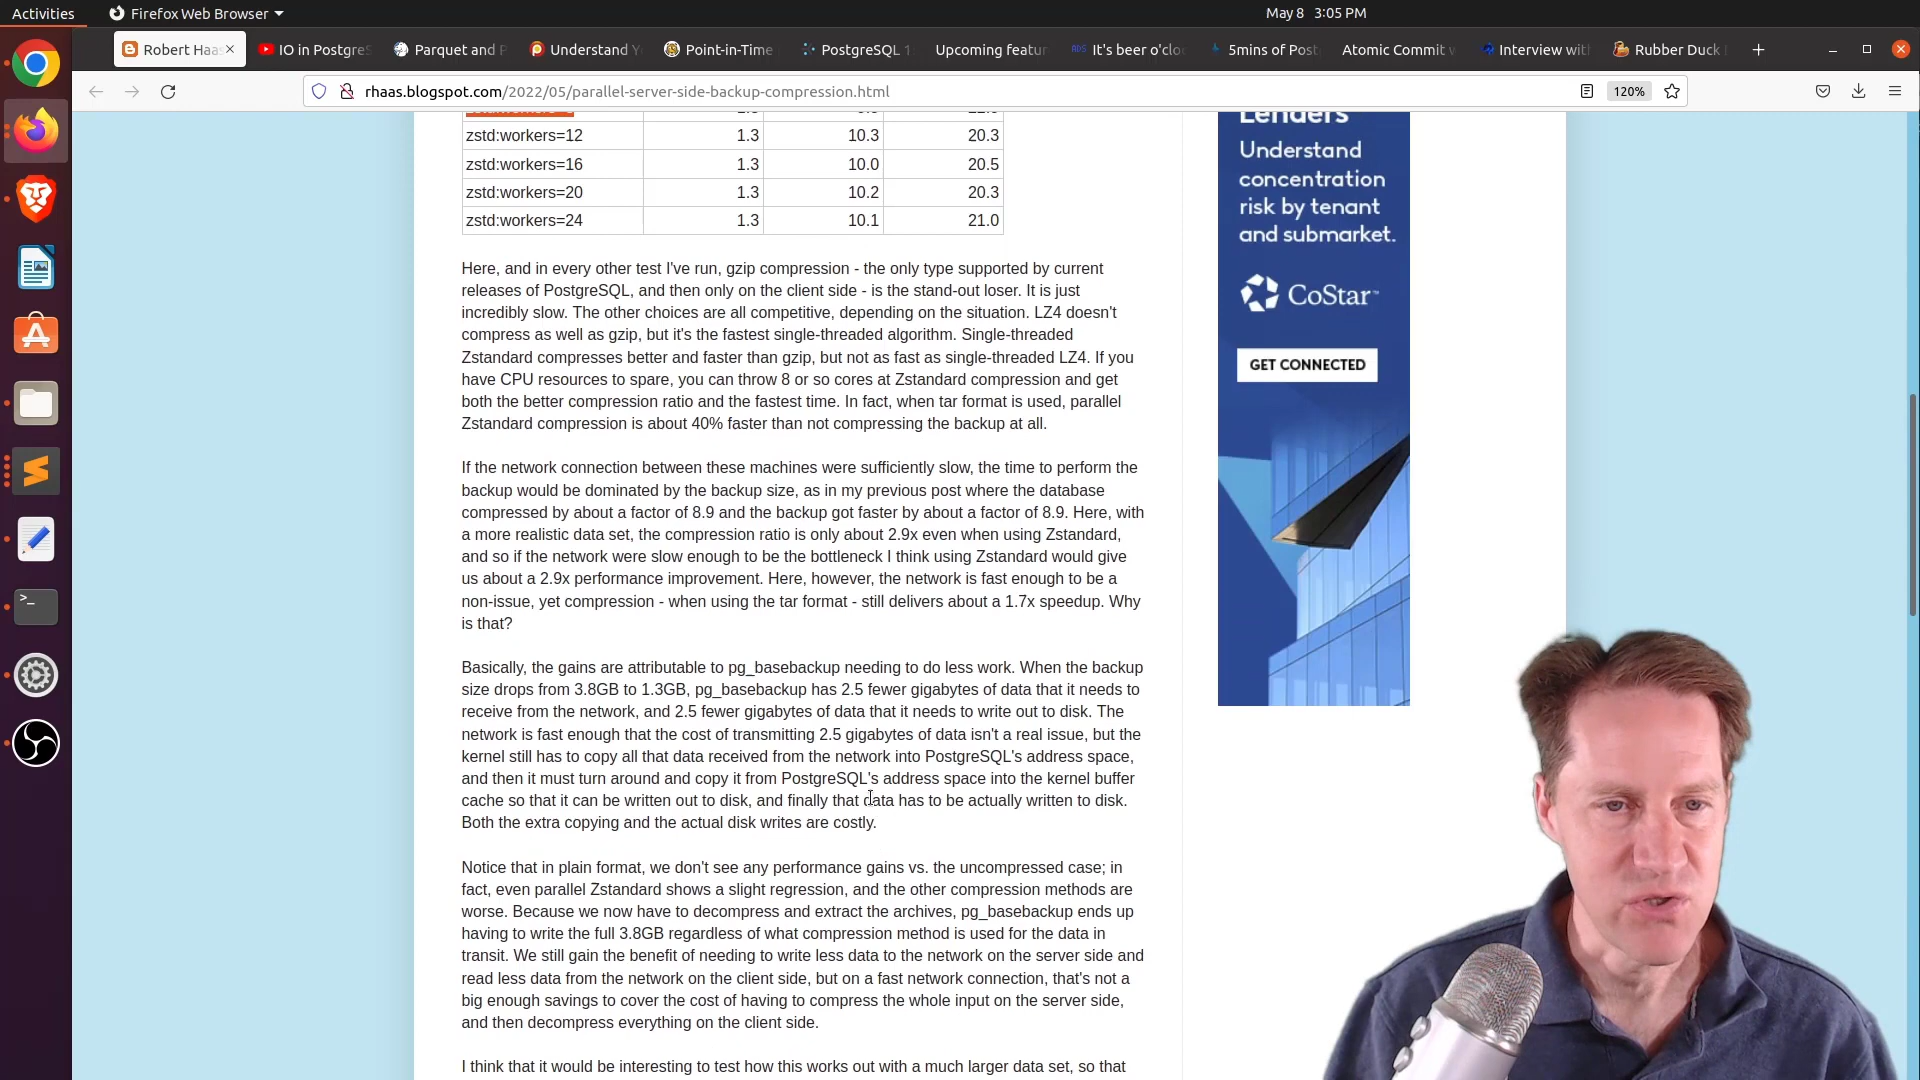 Activities
Firefox Web Browser
May 8 3:05 PM
Robert Haas
IO in PostgreS
Parquet and P
Understand Y
Point-in-Time
PostgreSQL 1
Upcoming featur
It's beer o'clo
5mins of Post
Atomic Commit w
Interview with
Rubber Duck
rhaas.blogspot.com/2022/05/parallel-server-side-backup-compression.html
120%
zstd:workers=12 1.3 10.3 20.3
zstd:workers=16 1.3 10.0 20.5
zstd:workers=20 1.3 10.2 20.3
zstd:workers=24 1.3 10.1 21.0
Here, and in every other test I've run, gzip compression - the only type supported by current
releases of PostgreSQL, and then only on the client side - is the stand-out loser. It is just
incredibly slow. The other choices are all competitive, depending on the situation. LZ4 doesn't
compress as well as gzip, but it's the fastest single-threaded algorithm. Single-threaded
Zstandard compresses better and faster than gzip, but not as fast as single-threaded LZ4. If you
have CPU resources to spare, you can throw 8 or so cores at Zstandard compression and get
both the better compression ratio and the fastest time. In fact, when tar format is used, parallel
Zstandard compression is about 40% faster than not compressing the backup at all.
If the network connection between these machines were sufficiently slow, the time to perform the
backup would be dominated by the backup size, as in my previous post where the database
compressed by about a factor of 8.9 and the backup got faster by about a factor of 8.9. Here, with
a more realistic data set, the compression ratio is only about 2.9x even when using Zstandard,
and so if the network were slow enough to be the bottleneck I think using Zstandard would give
us about a 2.9x performance improvement. Here, however, the network is fast enough to be a
non-issue, yet compression - when using the tar format - still delivers about a 1.7x speedup. Why
is that?
Basically, the gains are attributable to pg_basebackup needing to do less work. When the backup
size drops from 3.8GB to 1.3GB, pg_basebackup has 2.5 fewer gigabytes of data that it needs to
receive from the network, and 2.5 fewer gigabytes of data that it needs to write out to disk. The
network is fast enough that the cost of transmitting 2.5 gigabytes of data isn't a real issue, but the
kernel still has to copy all that data received from the network into PostgreSQL's address space,
and then it must turn around and copy it from PostgreSQL's address space into the kernel buffer
cache so that it can be written out to disk, and finally that data has to be actually written to disk.
Both the extra copying and the actual disk writes are costly.
Notice that in plain format, we don't see any performance gains vs. the uncompressed case; in
fact, even parallel Zstandard shows a slight regression, and the other compression methods are
worse. Because we now have to decompress and extract the archives, pg_basebackup ends up
having to write the full 3.8GB regardless of what compression method is used for the data in
transit. We still gain the benefit of needing to write less data to the network on the server side and
read less data from the network on the client side, but on a fast network connection, that's not a
big enough savings to cover the cost of having to compress the whole input on the server side,
and then decompress everything on the client side.
I think that it would be interesting to test how this works out with a much larger data set, so that
Lenders
Understand
concentration
risk by tenant
and submarket.
CoStar™
GET CONNECTED